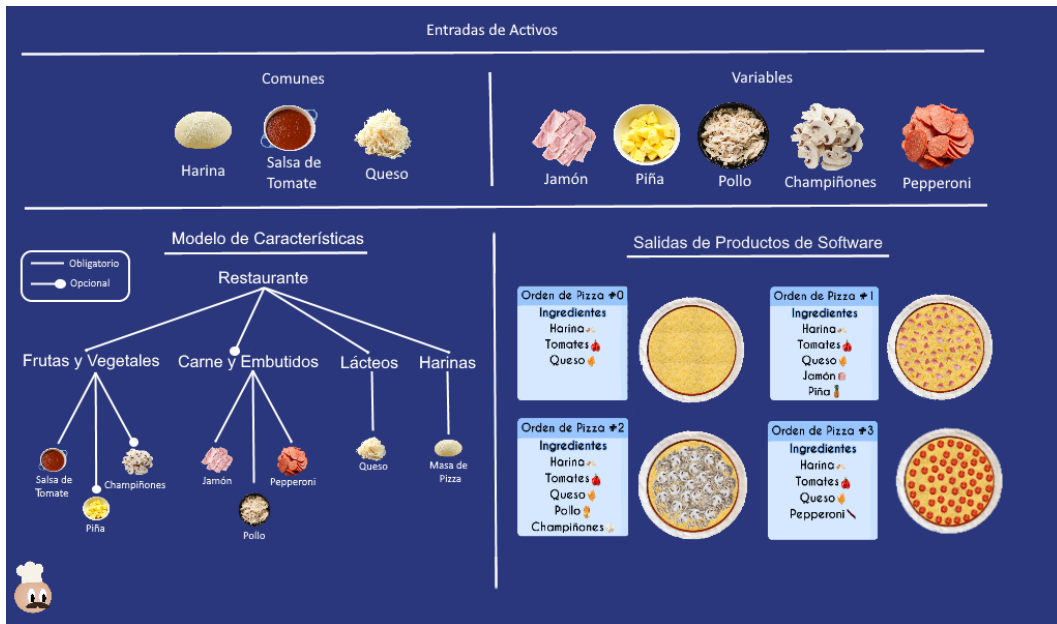 Entradas de Activos
Comunes
Variables
Harina
Salsa de
Tomate
Queso
Jamón
Piña
Pollo
Champiñones
Pepperoni
Modelo de Característícas
Obligatorio
Opcional
Restaurante
Frutas y Vegetales
Carne y Embutidos
Lácteos
Harinas
Salsa de
Tomate
Piña
Champiñones
Jamón
Pollo
Pepperoni
Queso
Masa de
Pizza
Salidas de Productos de Software
Orden de Pizza #0
Ingredientes
Harina
Tomates
Queso
Orden de Pizza #1
Ingredientes
Harina
Tomates
Queso
Jamón
Piña
Orden de Pizza #2
Ingredientes
Harina
Tomates
Queso
Pollo
Champiñones
Orden de Pizza #3
Ingredientes
Harina
Tomates
Queso
Pepperoni